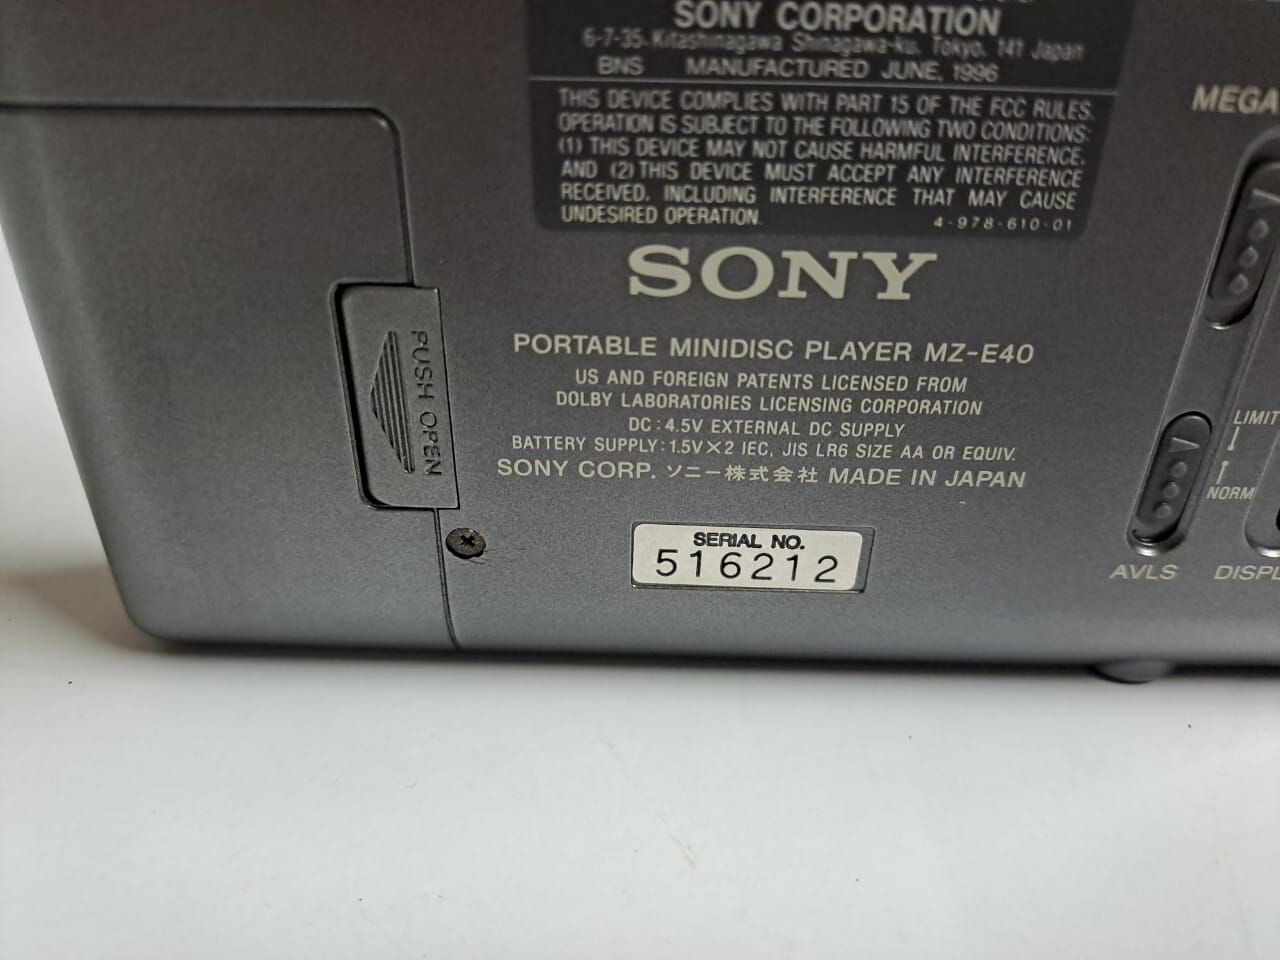 SONY CORPORATION
6-7-35. Kitashinagawa Shinagawa-ku. Tokyo. 141 Japan
BNS MANUFACTURED JUNE, 1996
THIS DEVICE COMPLIES WITH PART 15 OF THE FCC RULES.
OPERATION IS SUBJECT TO THE FOLLOWING TWO CONDITIONS:
(1) THIS DEVICE MAY NOT CAUSE HARMFUL INTERFERENCE,
AND (2) THIS DEVICE MUST ACCEPT ANY INTERFERENCE
RECEIVED, INCLUDING INTERFERENCE THAT MAY CAUSE
UNDESIRED OPERATION. 4-978-610-01
MEGA
SONY
PUSH OPEN
PORTABLE MINIDISC PLAYER MZ-E40
US AND FOREIGN PATENTS LICENSED FROM
DOLBY LABORATORIES LICENSING CORPORATION
DC : 4.5V EXTERNAL DC SUPPLY
BATTERY SUPPLY : 1.5V×2 IEC, JIS LR6 SIZE AA OR EQUIV.
SONY CORP. ソニー株式会社 MADE IN JAPAN
LIMIT
NORM
AVLS DISPL
SERIAL NO.
516212